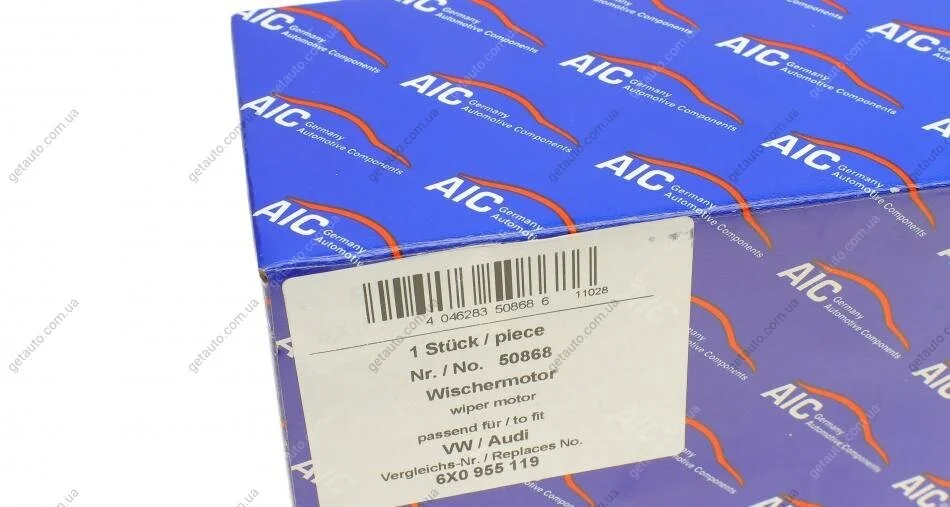 AIC Germany Automotive Components
4 046283 50868 6
11028
1 Stück / piece
Nr. / No. 50868
Wischermotor
wiper motor
passend für / to fit
VW / Audi
Vergleichs-Nr. / Replaces No.
6X0 955 119
getauto.com.ua